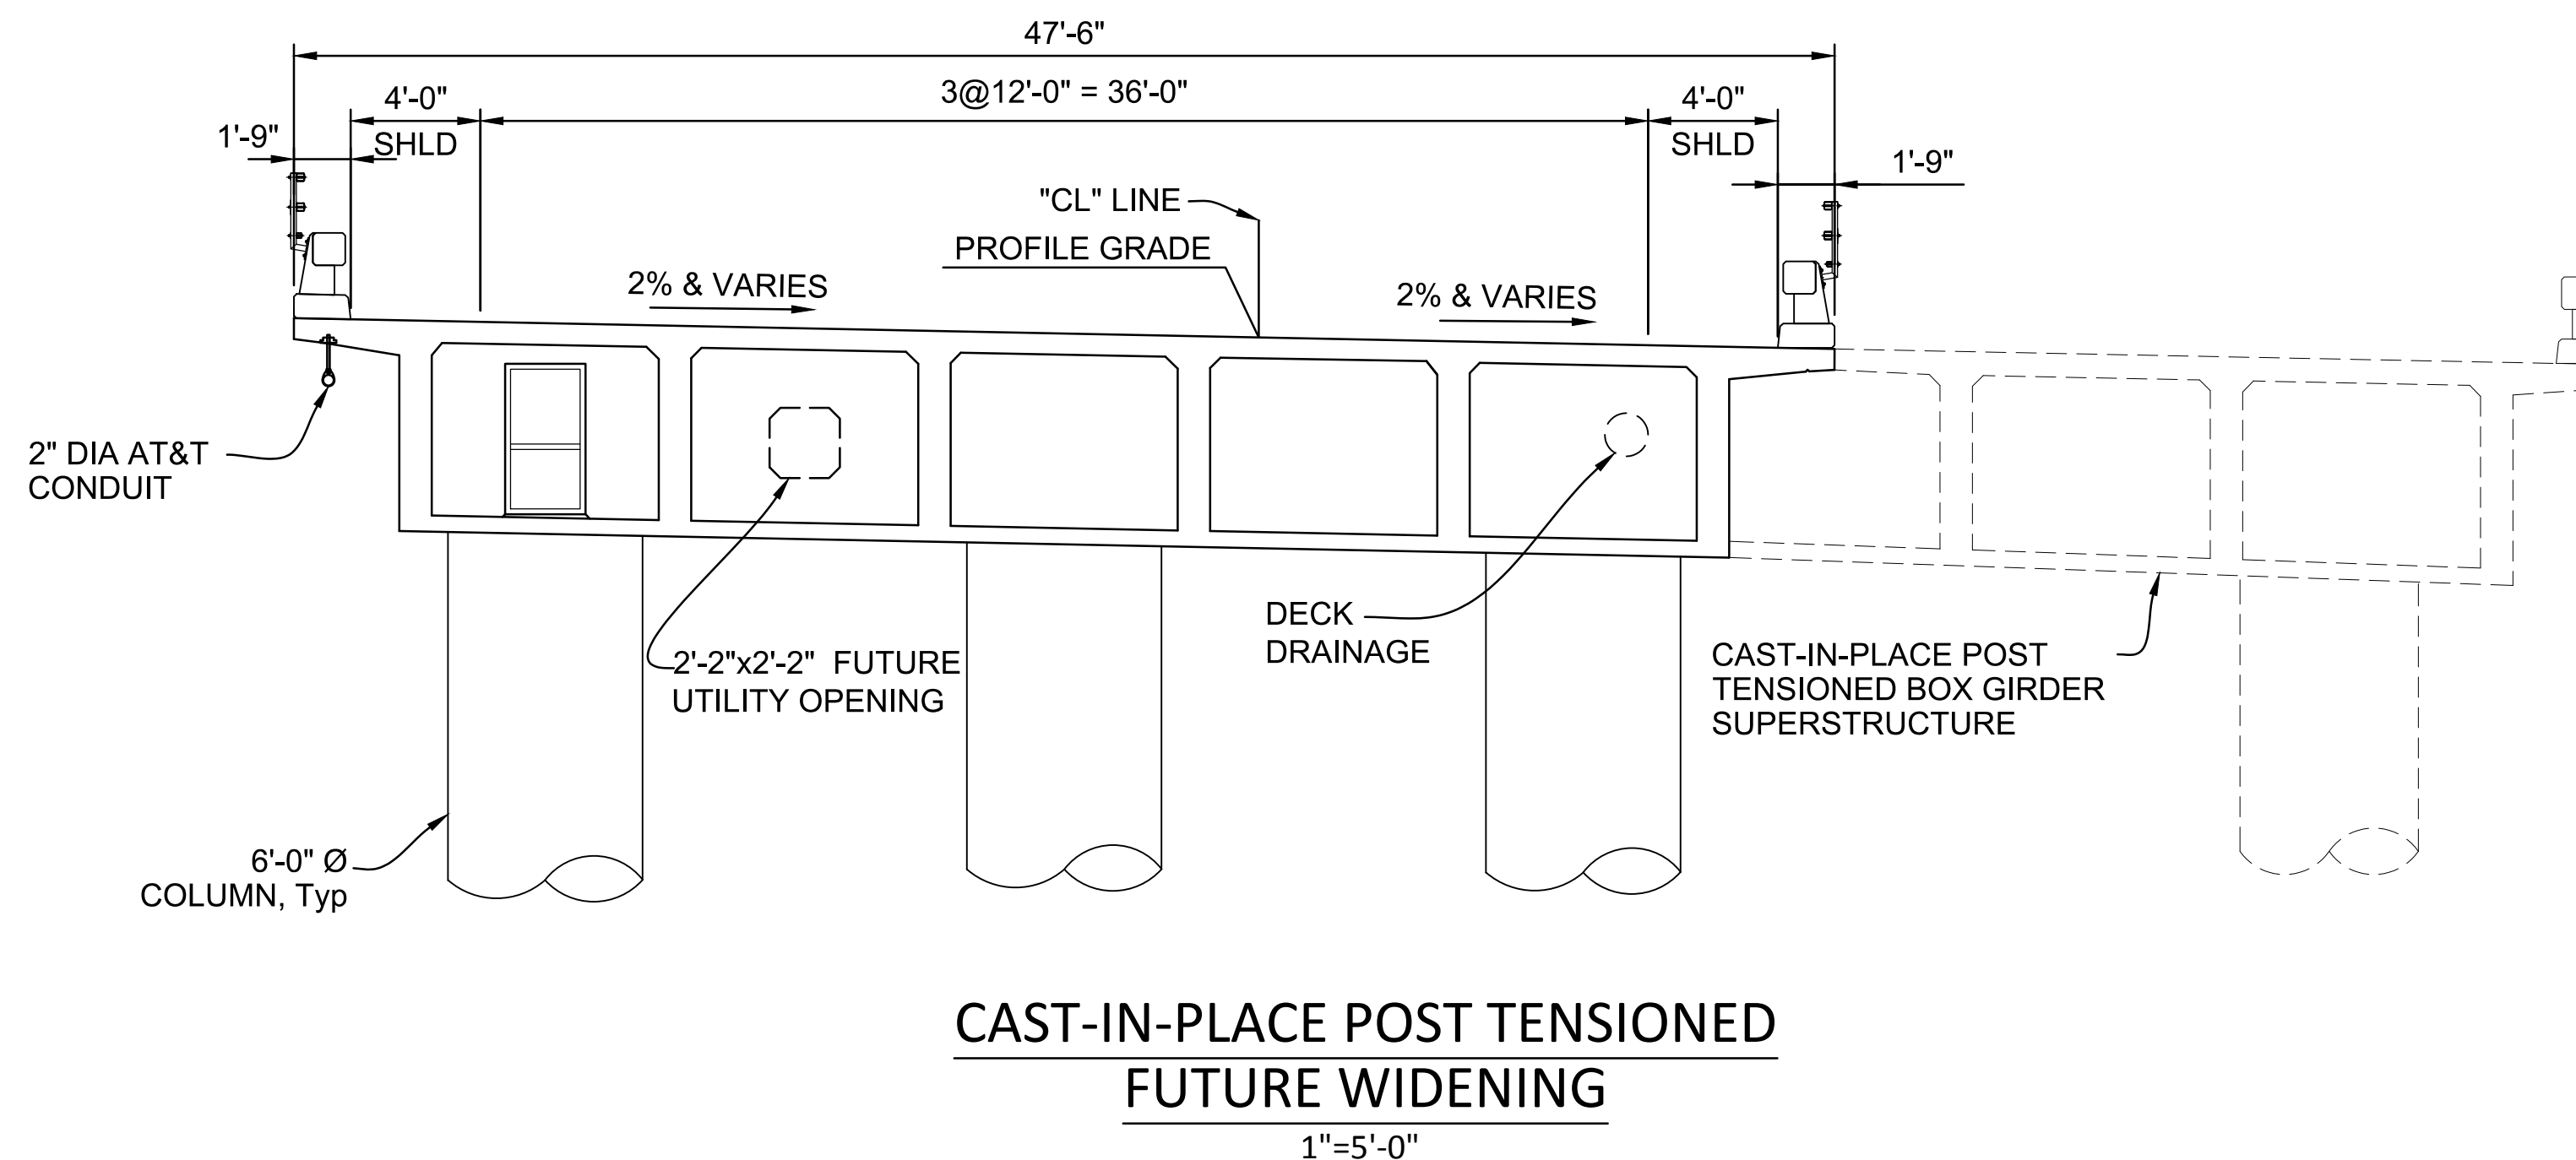 47'-6"
3@12'-0" = 36'-0"
4'-0"
SHLD
4'-0"
SHLD
1'-9"
1'-9"
"CL" LINE
PROFILE GRADE
2% & VARIES
2% & VARIES
2" DIA AT&T
CONDUIT
2'-2"x2'-2" FUTURE
UTILITY OPENING
DECK
DRAINAGE
CAST-IN-PLACE POST
TENSIONED BOX GIRDER
SUPERSTRUCTURE
6'-0" Ø
COLUMN, Typ
CAST-IN-PLACE POST TENSIONED
FUTURE WIDENING
1"=5'-0"